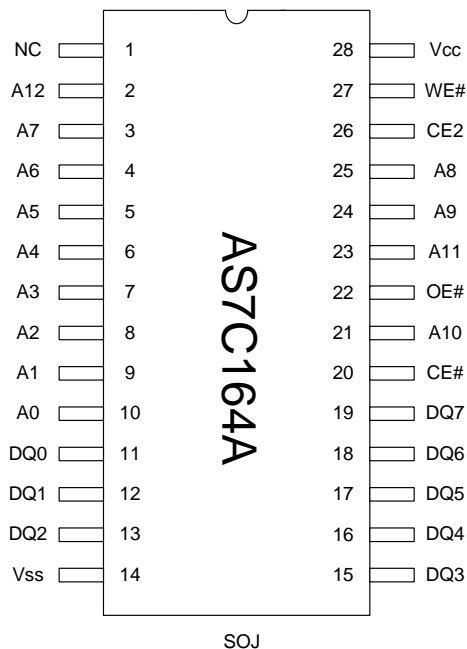 NC 1 28 Vcc
A12 2 27 WE#
A7 3 26 CE2
A6 4 25 A8
A5 5 24 A9
A4 6 23 A11
A3 7 22 OE#
A2 8 21 A10
A1 9 20 CE#
A0 10 19 DQ7
DQ0 11 18 DQ6
DQ1 12 17 DQ5
DQ2 13 16 DQ4
Vss 14 15 DQ3
AS7C164A
SOJ